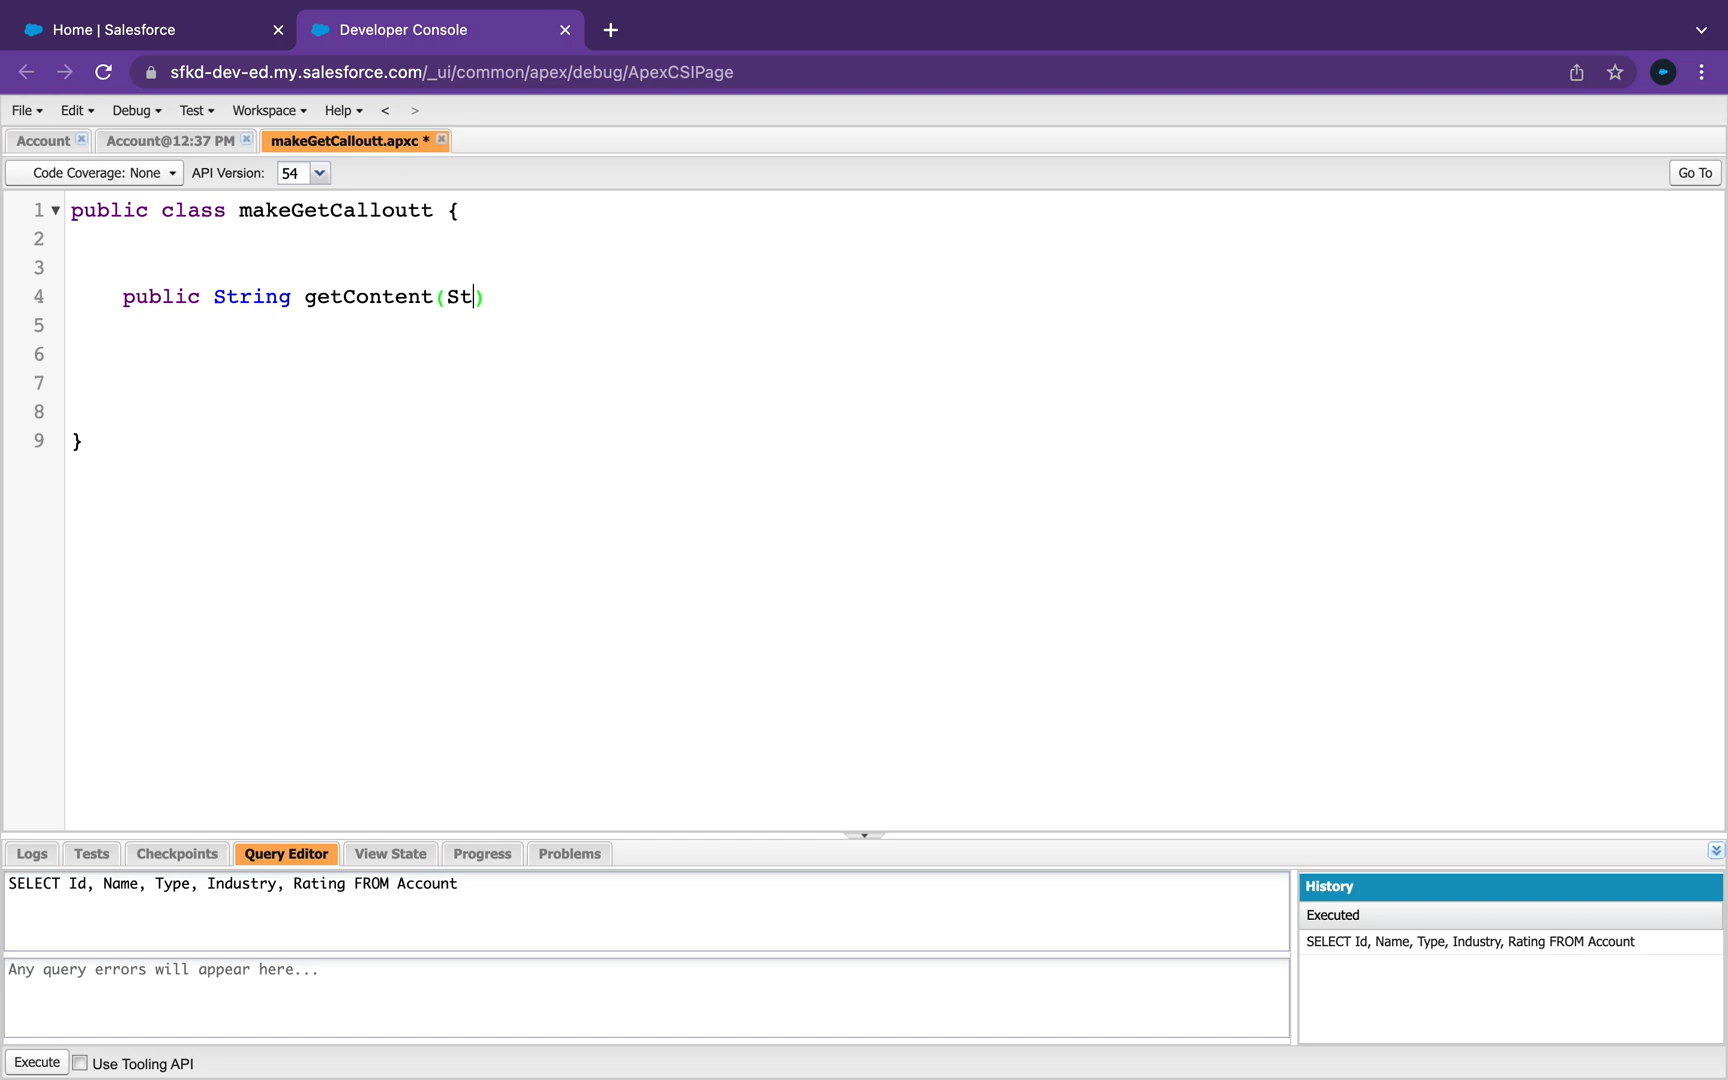 Home | Salesforce
Developer Console
sfkd-dev-ed.my.salesforce.com/_ui/common/apex/debug/ApexCSIPage
File Edit Debug Test Workspace Help < >
Account Account@12:37 PM makeGetCalloutt.apxc *
Code Coverage: None API Version: 54 Go To
1 public class makeGetCalloutt {
2
3
4 public String getContent(St)
5
6
7
8
9 }
Logs Tests Checkpoints Query Editor View State Progress Problems
SELECT Id, Name, Type, Industry, Rating FROM Account
Any query errors will appear here...
History
Executed
SELECT Id, Name, Type, Industry, Rating FROM Account
Execute Use Tooling API